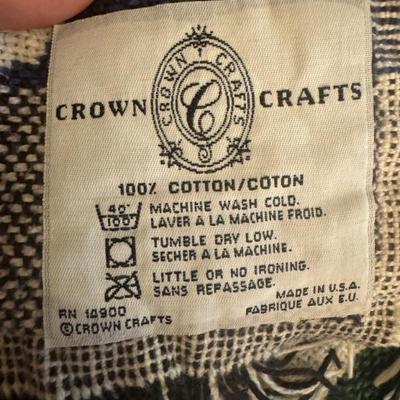 CROWN CRAFTS
CROWN CRAFTS
C
100% COTTON/COTON
40°
100°
MACHINE WASH COLD.
LAVER A LA MACHINE FROID.
TUMBLE DRY LOW.
SECHER A LA MACHINE.
LITTLE OR NO IRONING.
SANS REPASSAGE.
RN 14900
©CROWN CRAFTS
MADE IN U.S.A.
FABRIQUE AUX E.U.